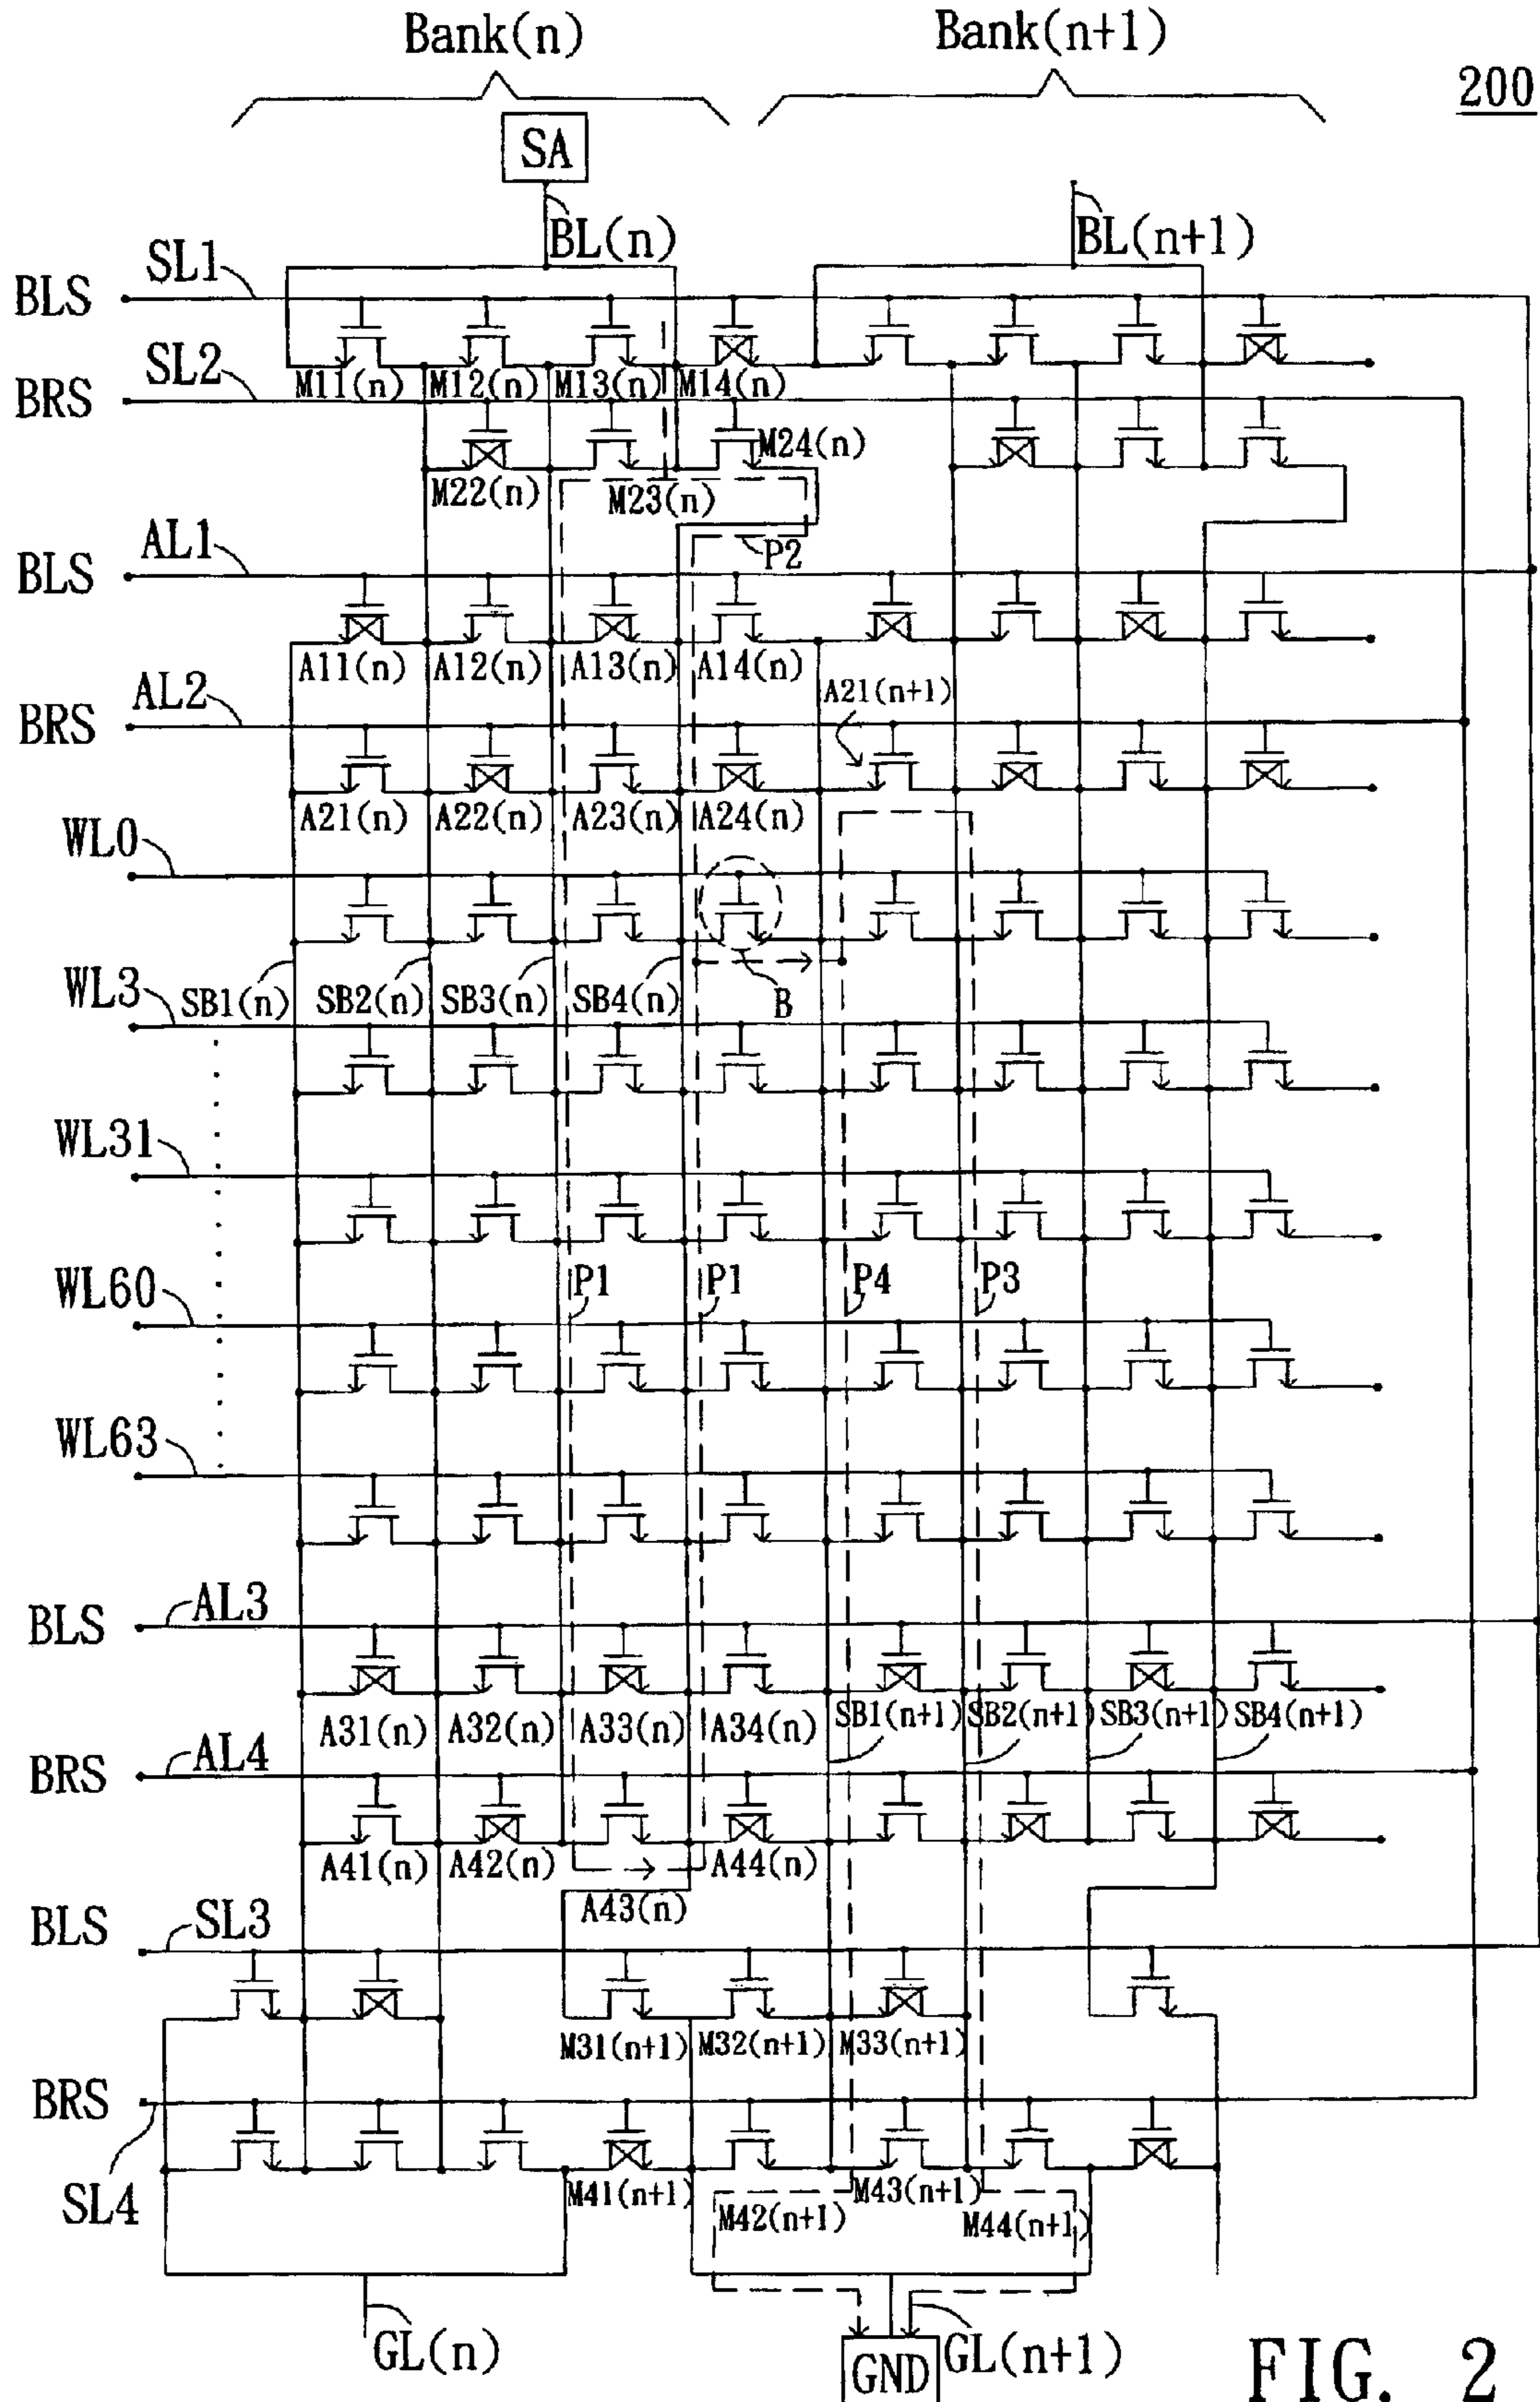 Bank(n) Bank(n+1)
200
SA
BL(n) BL(n+1)
SL1
BLS
M11(n) M12(n) M13(n) M14(n)
SL2
BRS
M24(n)
M22(n) M23(n)
AL1
P2
BLS
A11(n) A12(n) A13(n) A14(n)
AL2
A21(n+1)
BRS
A21(n) A22(n) A23(n) A24(n)
WL0
WL3
SB1(n) SB2(n) SB3(n) SB4(n) B
WL31
WL60
P1 P1 P4 P3
WL63
AL3
BLS
A31(n) A32(n) A33(n) A34(n) SB1(n+1) SB2(n+1) SB3(n+1) SB4(n+1)
AL4
BRS
A41(n) A42(n) A44(n)
A43(n)
SL3
BLS
M31(n+1) M32(n+1) M33(n+1)
BRS
SL4
M41(n+1) M42(n+1) M43(n+1) M44(n+1)
GL(n) GND GL(n+1)
FIG. 2